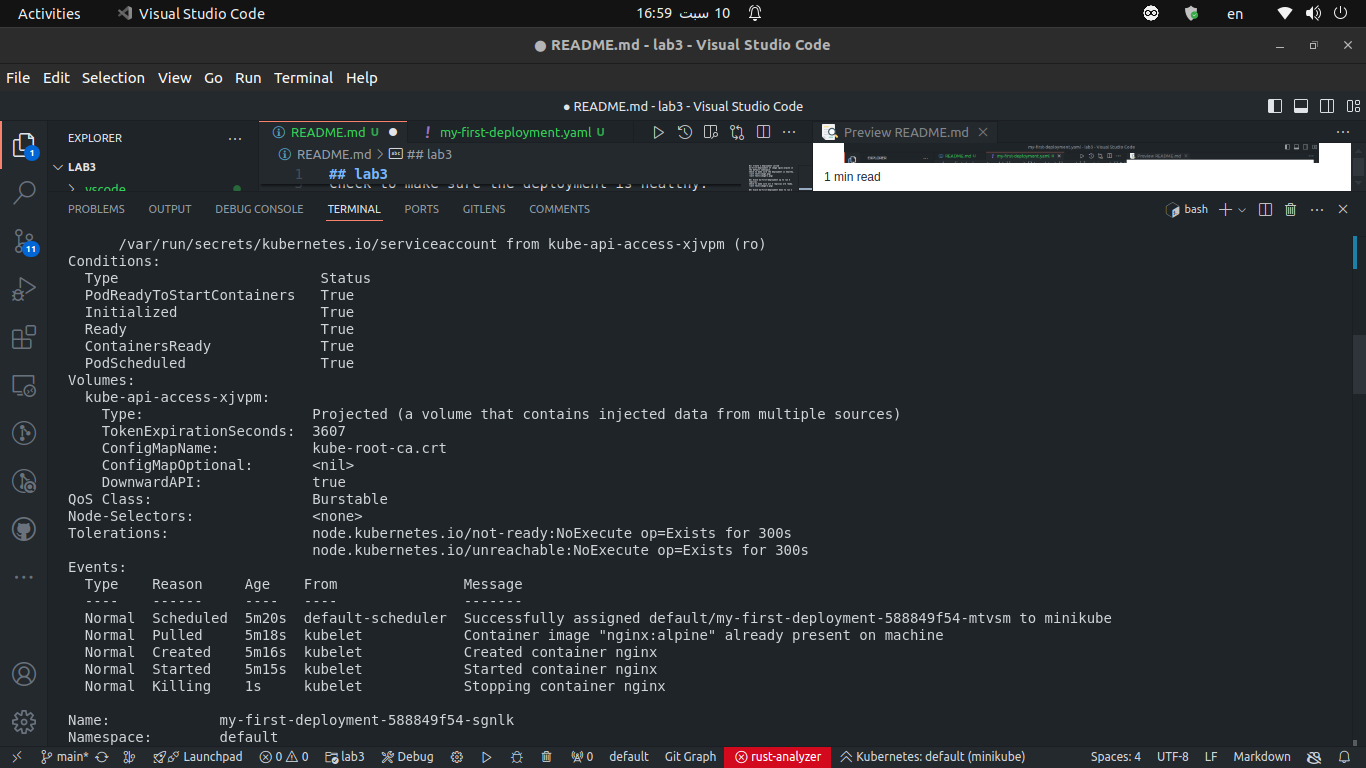 Activities Visual Studio Code 10 سبت 16:59 en
README.md - lab3 - Visual Studio Code
File Edit Selection View Go Run Terminal Help
● README.md - lab3 - Visual Studio Code
EXPLORER ··· README.md U ● ! my-first-deployment.yaml U ··· Preview README.md ···
LAB3 README.md > ## lab3
.vscode 1 ## lab3
Check to make sure the deployment is healthy.
1 min read
PROBLEMS OUTPUT DEBUG CONSOLE TERMINAL PORTS GITLENS COMMENTS bash ···
/var/run/secrets/kubernetes.io/serviceaccount from kube-api-access-xjvpm (ro)
Conditions:
Type Status
PodReadyToStartContainers True
Initialized True
Ready True
ContainersReady True
PodScheduled True
Volumes:
kube-api-access-xjvpm:
Type: Projected (a volume that contains injected data from multiple sources)
TokenExpirationSeconds: 3607
ConfigMapName: kube-root-ca.crt
ConfigMapOptional: <nil>
DownwardAPI: true
QoS Class: Burstable
Node-Selectors: <none>
Tolerations: node.kubernetes.io/not-ready:NoExecute op=Exists for 300s
node.kubernetes.io/unreachable:NoExecute op=Exists for 300s
Events:
Type Reason Age From Message
---- ------ ---- ---- -------
Normal Scheduled 5m20s default-scheduler Successfully assigned default/my-first-deployment-588849f54-mtvsm to minikube
Normal Pulled 5m18s kubelet Container image "nginx:alpine" already present on machine
Normal Created 5m16s kubelet Created container nginx
Normal Started 5m15s kubelet Started container nginx
Normal Killing 1s kubelet Stopping container nginx
Name: my-first-deployment-588849f54-sgnlk
Namespace: default
1
11
main* Launchpad 0 0 lab3 Debug 0 default Git Graph rust-analyzer Kubernetes: default (minikube) Spaces: 4 UTF-8 LF Markdown